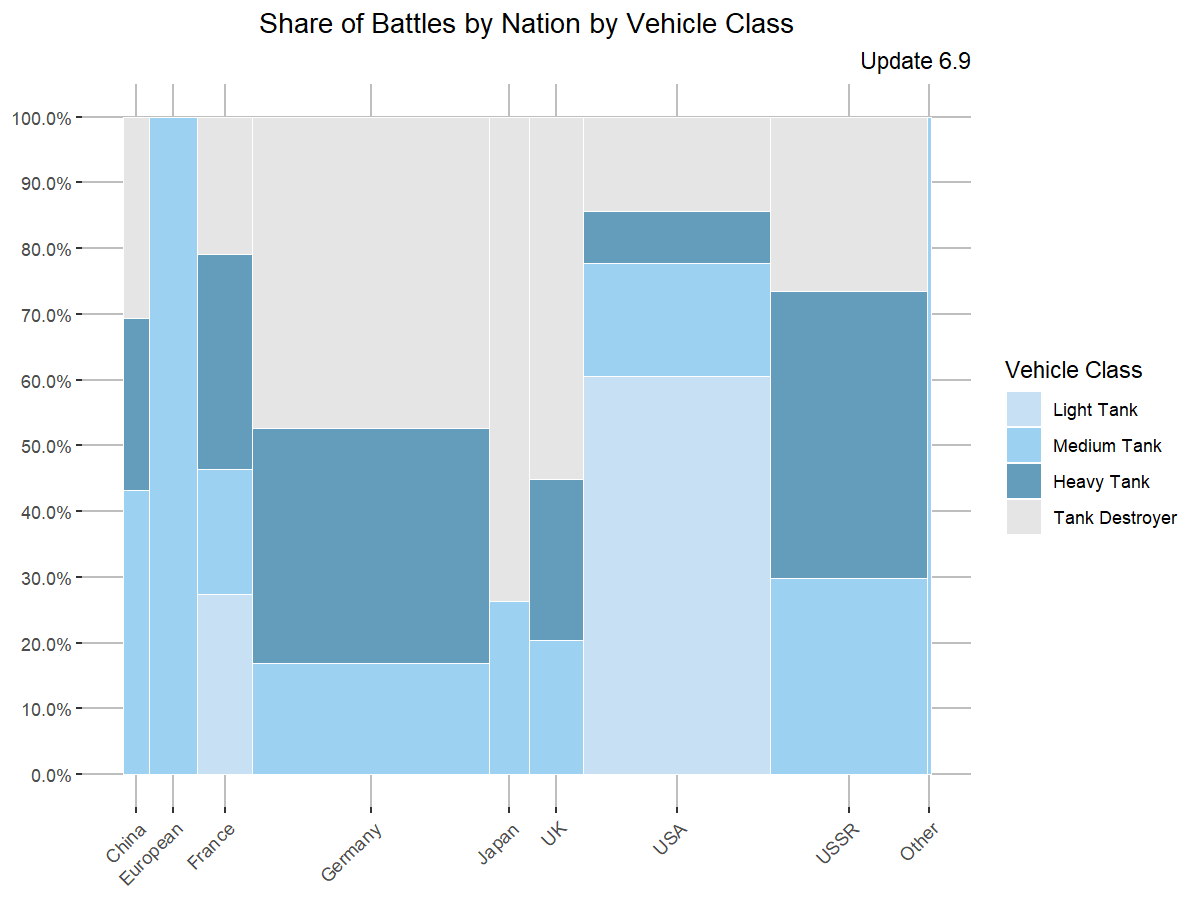 Share of Battles by Nation by Vehicle Class
Update 6.9
100.0%
90.0%
80.0%
70.0%
60.0%
50.0%
40.0%
30.0%
20.0%
10.0%
0.0%
China
European
France
Germany
Japan
UK
USA
USSR
Other
Vehicle Class
Light Tank
Medium Tank
Heavy Tank
Tank Destroyer